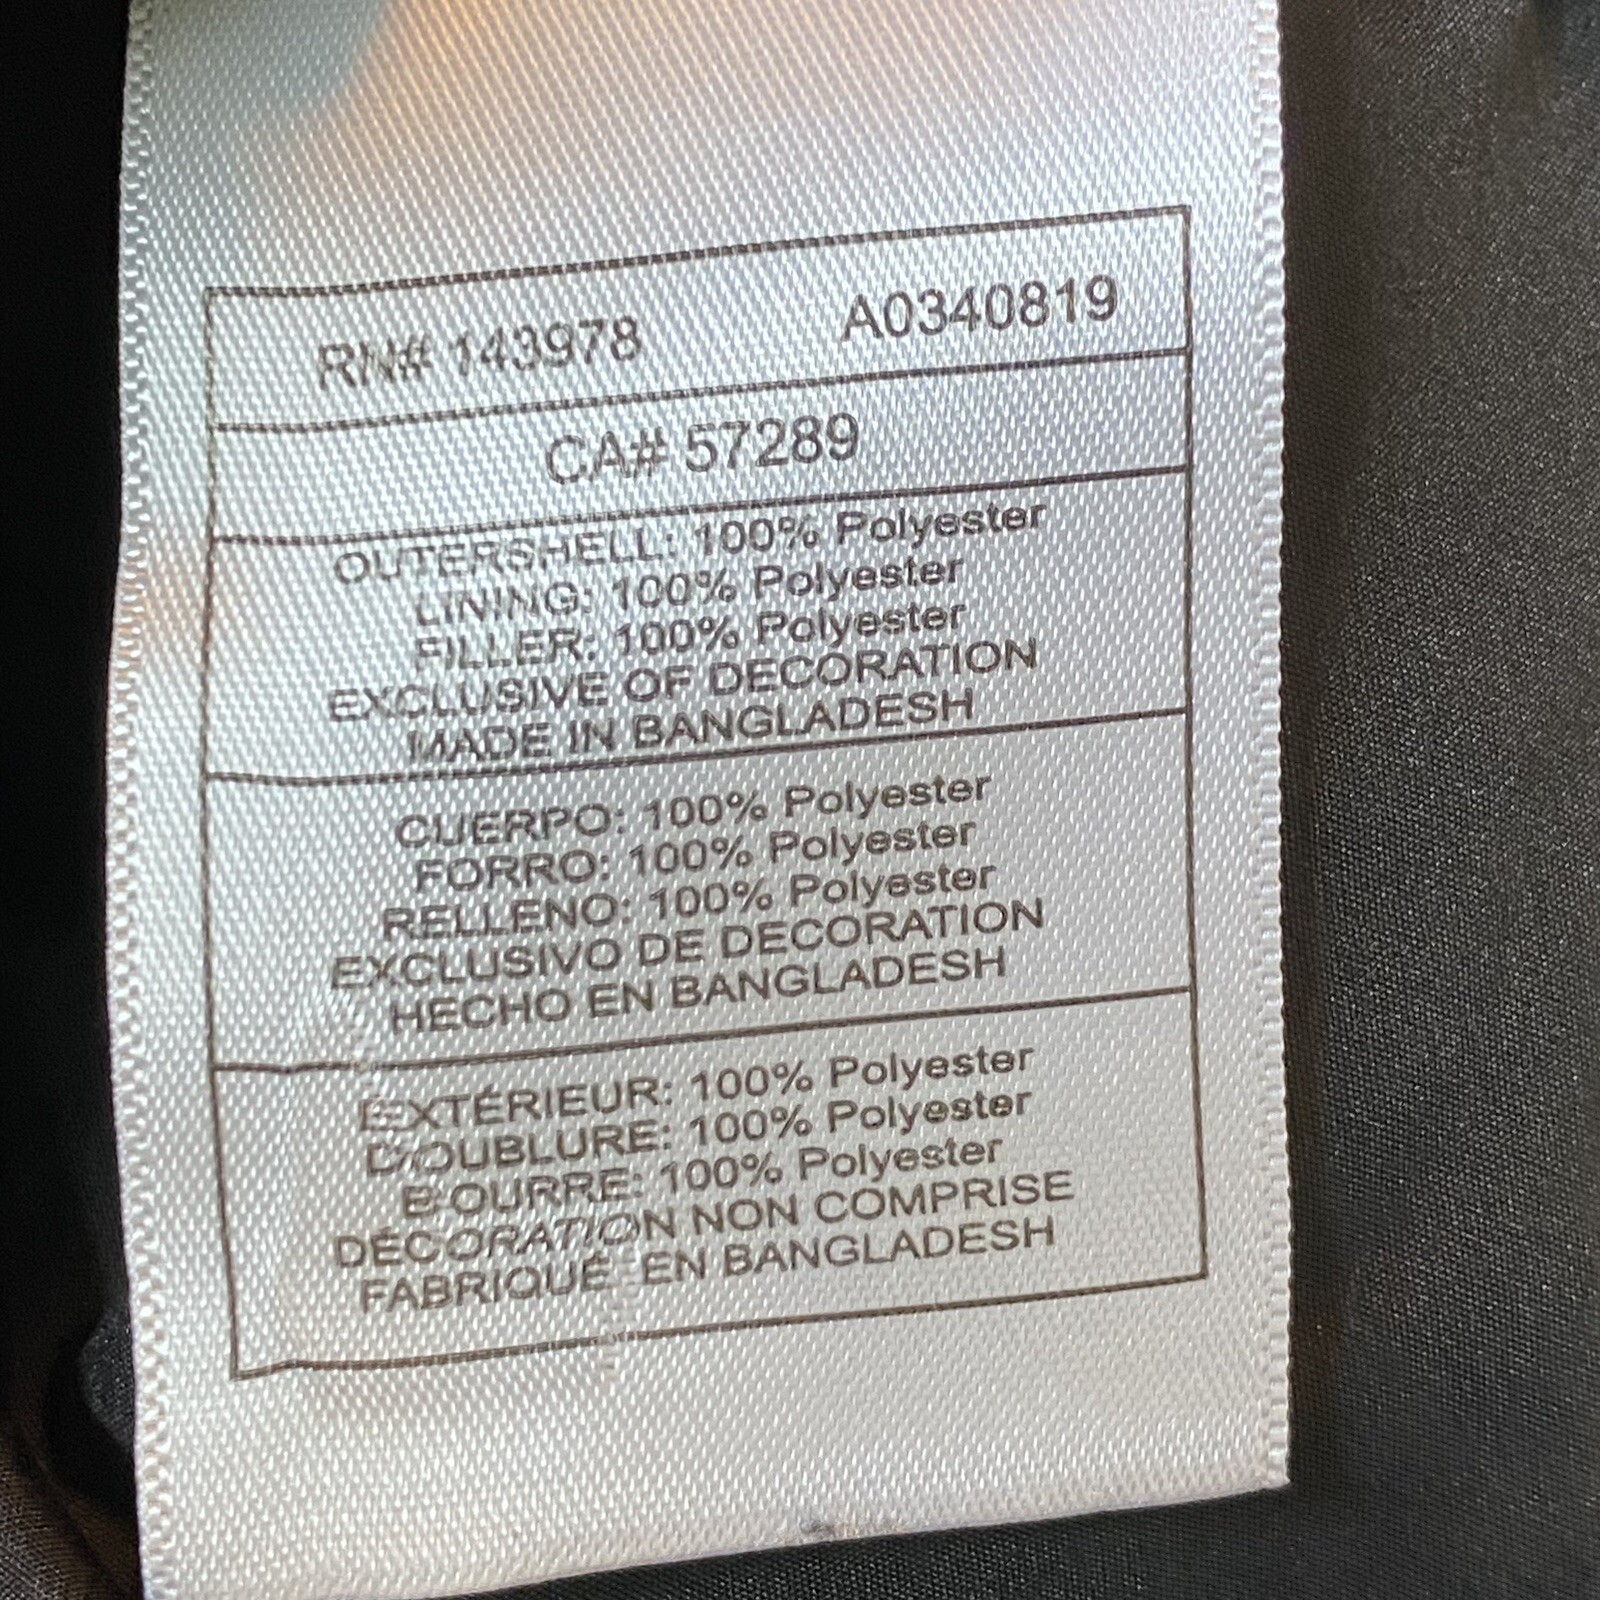 RN# 143978 A0340819
CA# 57289
OUTERSHELL: 100% Polyester
LINING: 100% Polyester
FILLER: 100% Polyester
EXCLUSIVE OF DECORATION
MADE IN BANGLADESH
CUERPO: 100% Polyester
FORRO: 100% Polyester
RELLENO: 100% Polyester
EXCLUSIVO DE DECORATION
HECHO EN BANGLADESH
EXTÉRIEUR: 100% Polyester
DOUBLURE: 100% Polyester
BOURRE: 100% Polyester
DÉCORATION NON COMPRISE
FABRIQUÉ EN BANGLADESH